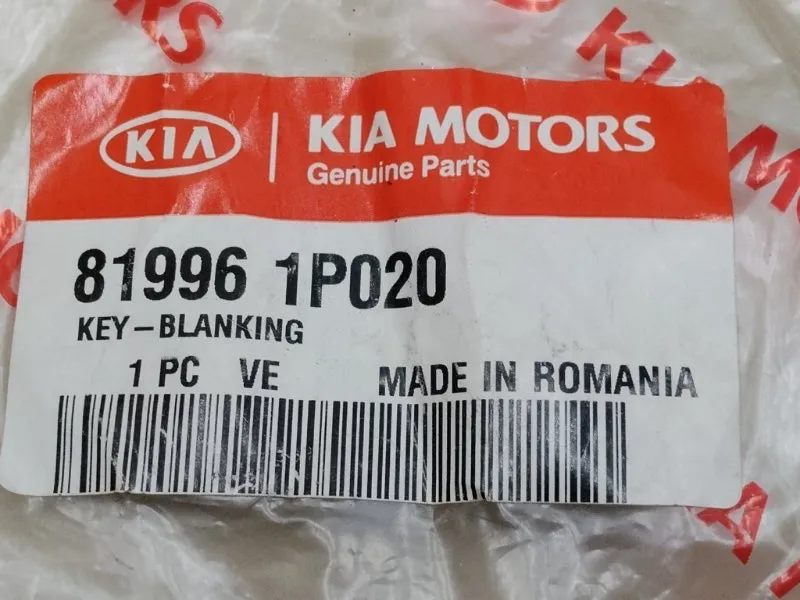 KIA
KIA MOTORS
Genuine Parts
81996 1P020
KEY-BLANKING
1 PC VE MADE IN ROMANIA